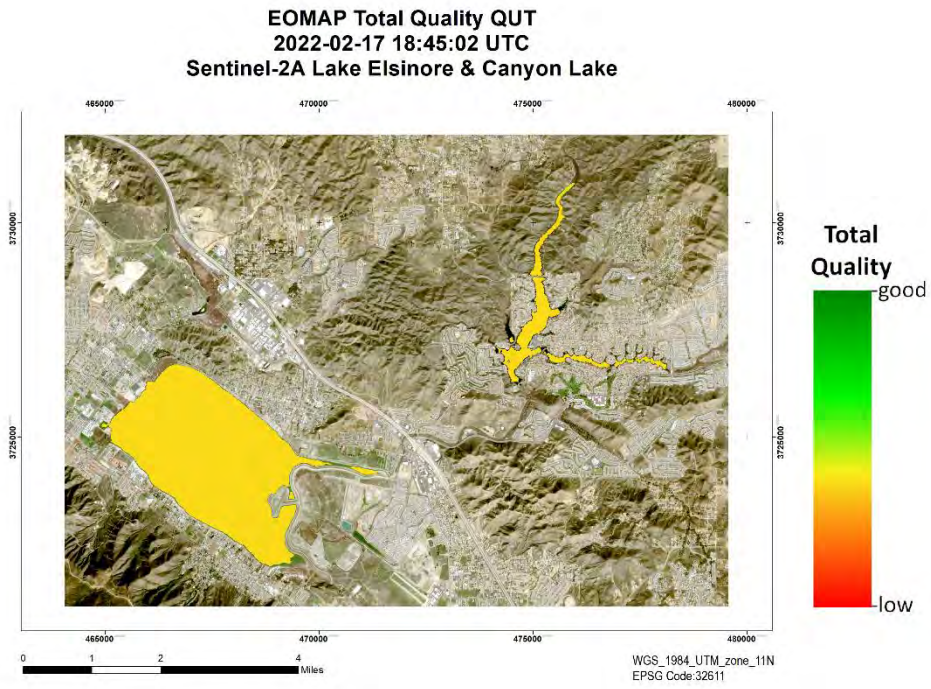 EOMAP Total Quality QUT
2022-02-17 18:45:02 UTC
Sentinel-2A Lake Elsinore & Canyon Lake
465000 470000 475000 480000
3730000 3730000
3725000 3725000
465000 470000 475000 480000
Total
Quality
good
low
0 1 2 4
Miles
WGS_1984_UTM_zone_11N
EPSG Code:32611